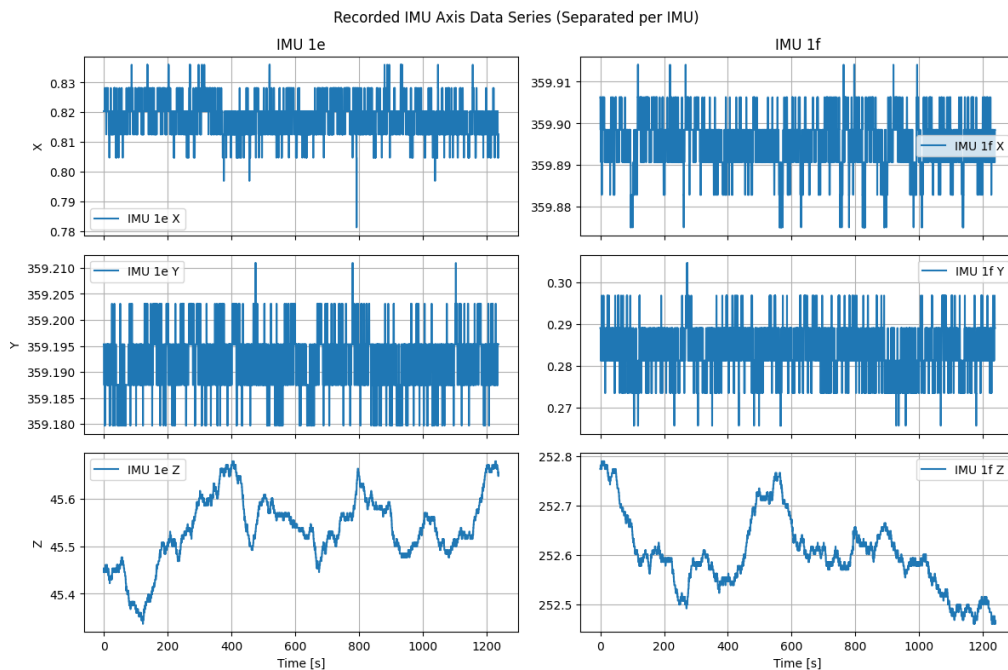 Recorded IMU Axis Data Series (Separated per IMU)
IMU 1e
0.83
0.82
0.81
0.80
0.79
0.78
X
IMU 1e X
IMU 1f
359.91
359.90
359.89
359.88
IMU 1f X
359.210
359.205
359.200
359.195
359.190
359.185
359.180
Y
IMU 1e Y
0.30
0.29
0.28
0.27
IMU 1f Y
45.6
45.5
45.4
Z
IMU 1e Z
0 200 400 600 800 1000 1200
Time [s]
252.8
252.7
252.6
252.5
IMU 1f Z
0 200 400 600 800 1000 1200
Time [s]